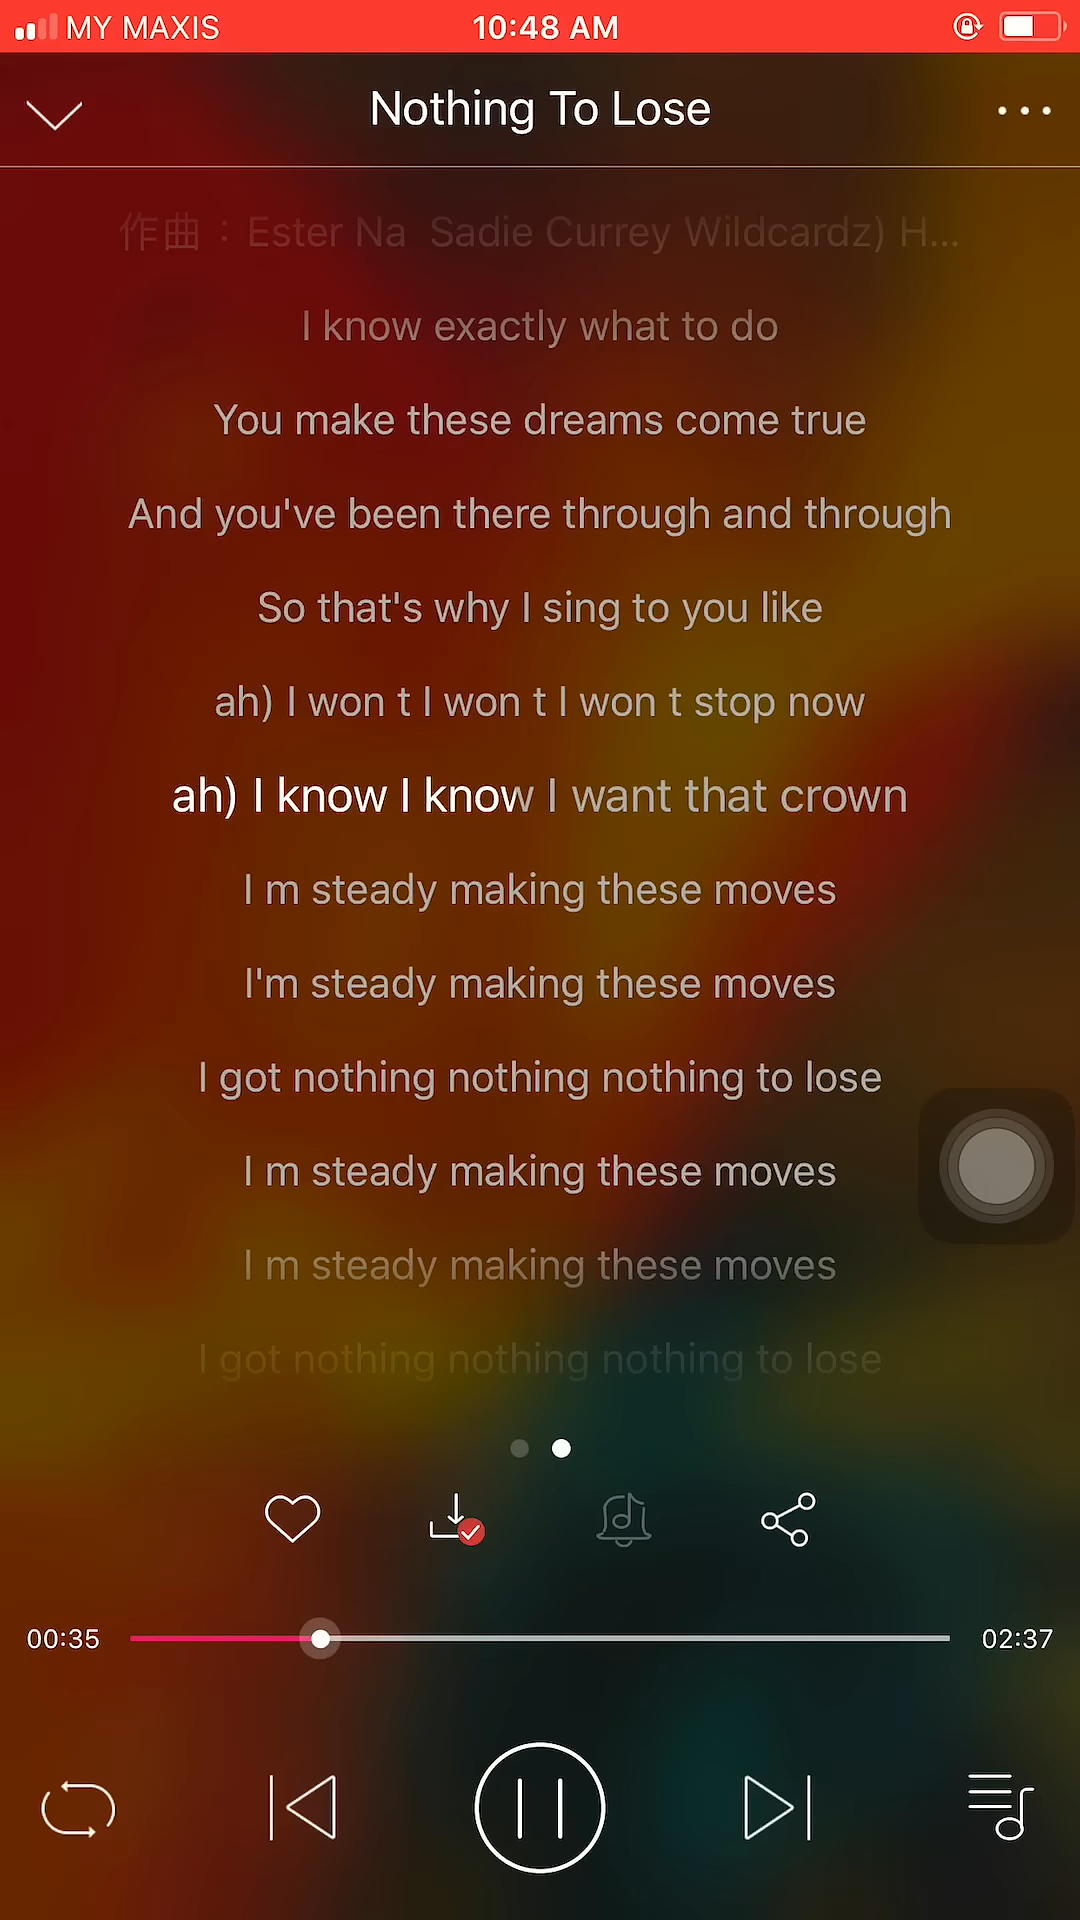 MY MAXIS 10:48 AM
Nothing To Lose
作曲：Ester Na  Sadie Currey Wildcardz) H...
I know exactly what to do
You make these dreams come true
And you've been there through and through
So that's why I sing to you like
ah) I won t I won t I won t stop now
ah) I know I know I want that crown
I m steady making these moves
I'm steady making these moves
I got nothing nothing nothing to lose
I m steady making these moves
I m steady making these moves
I got nothing nothing nothing to lose
00:35 02:37